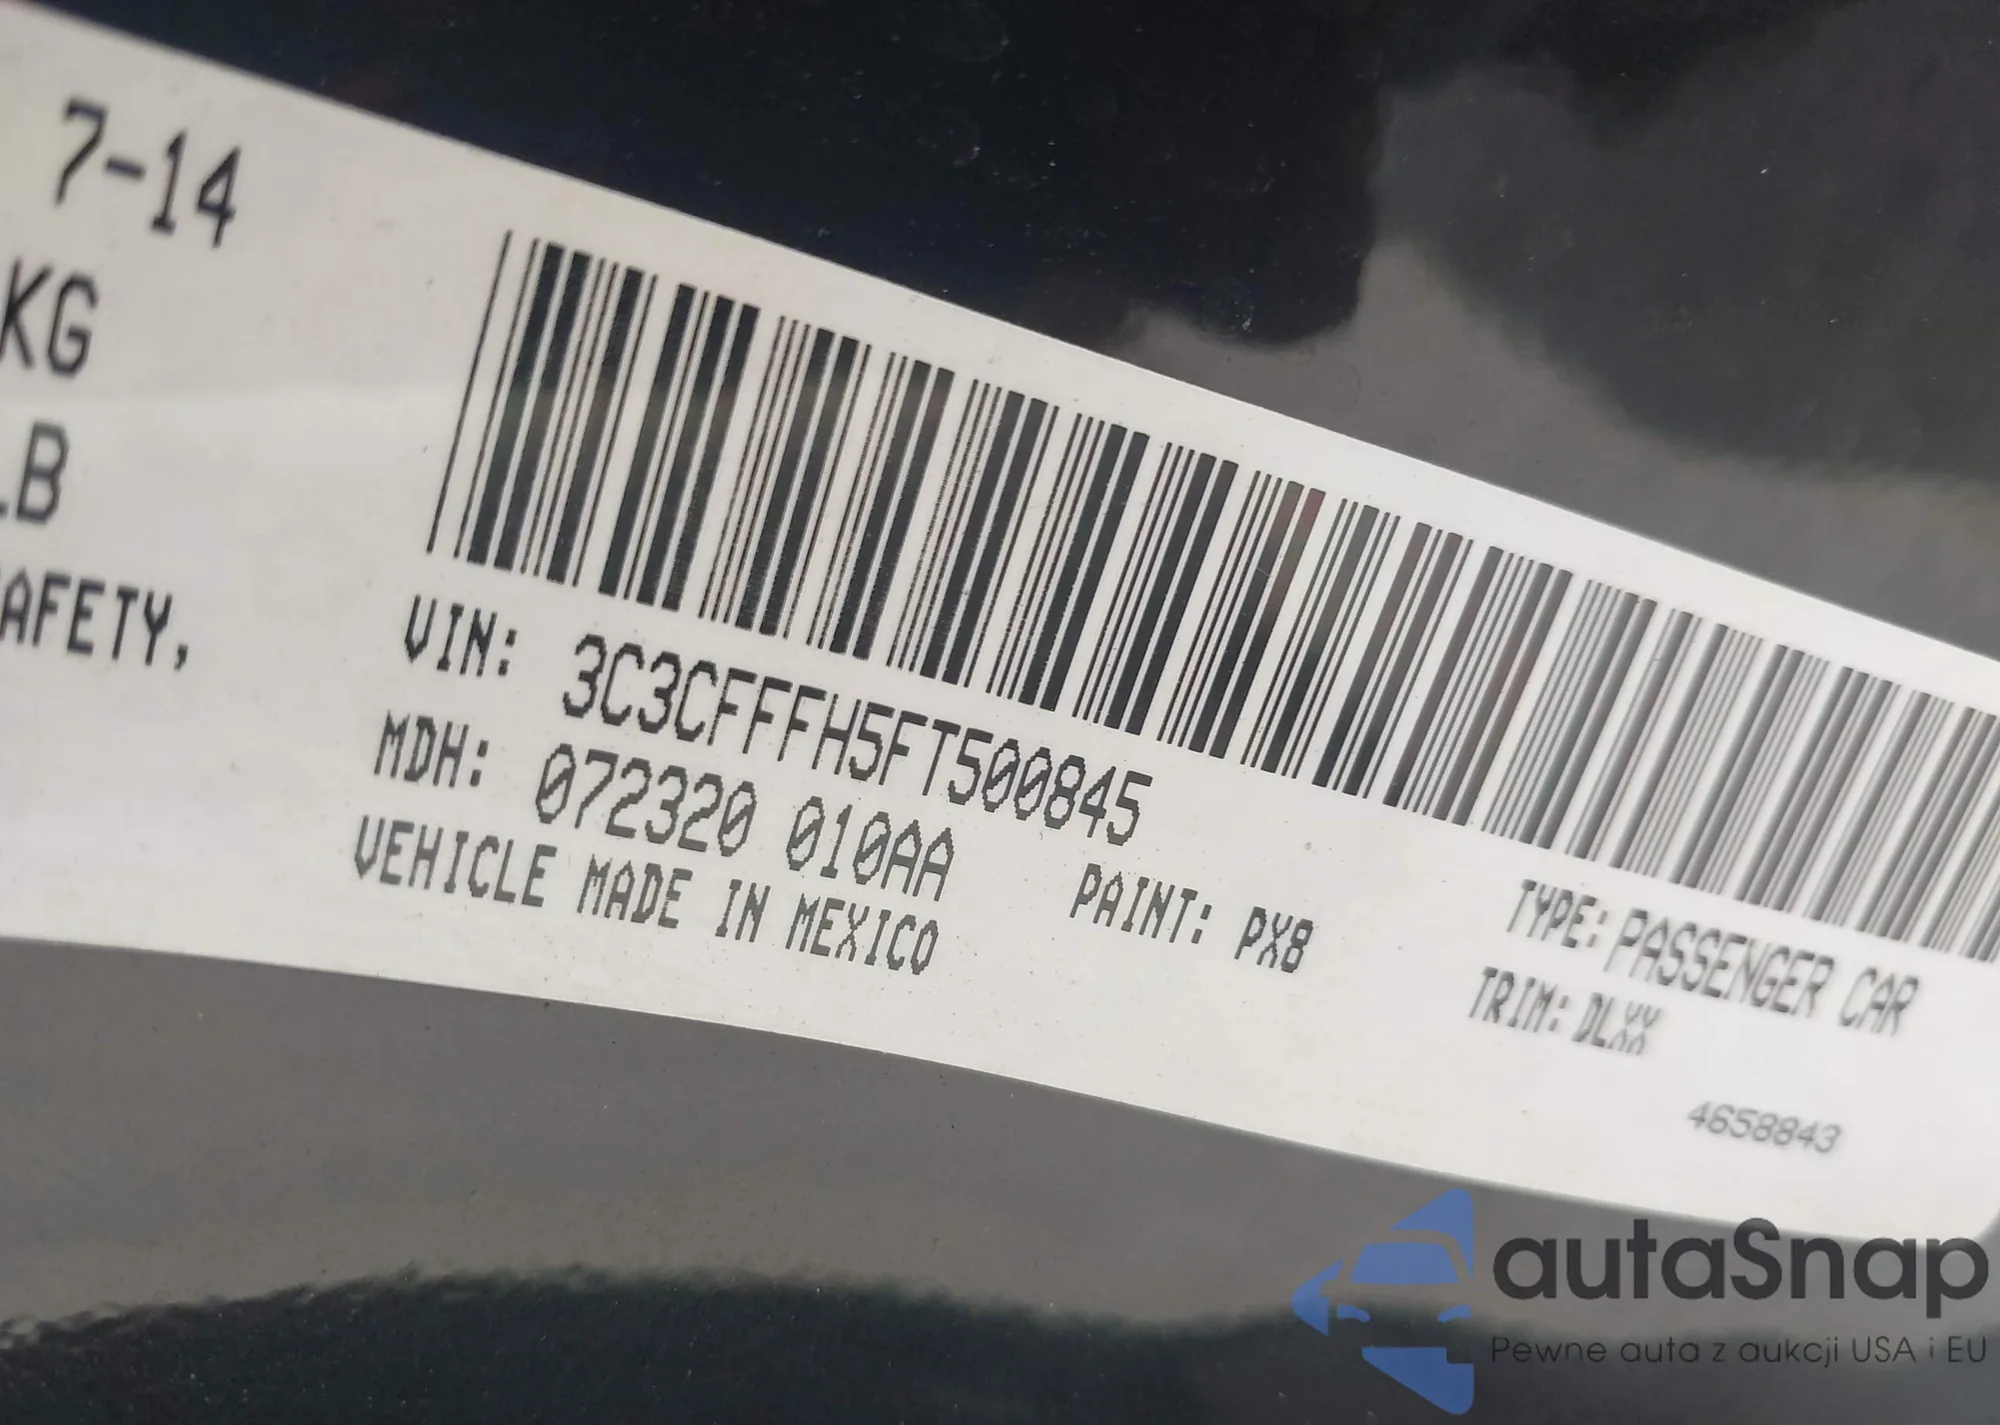 7-14
KG
LB
AFETY,
VIN: 3C3CFFFH5FT500845
MDH: 072320 010AA
VEHICLE MADE IN MEXICO
PAINT: PX8
TYPE: PASSENGER CAR
TRIM: DLXX
4658843
autaSnap
Pewne auta z aukcji USA i EU